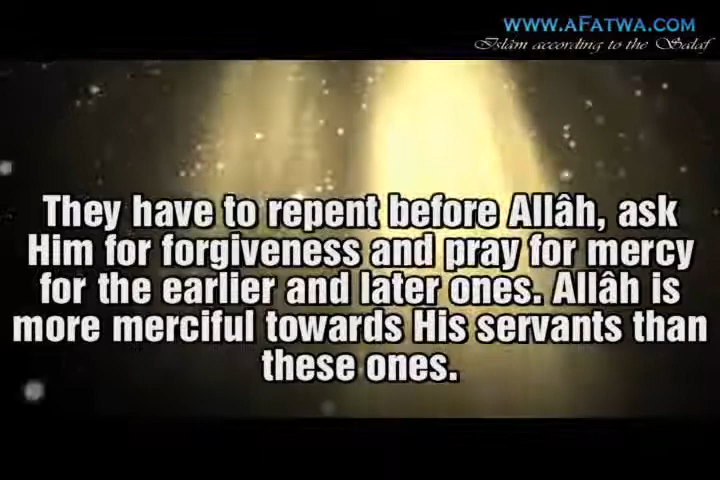 WWW.AFATWA.COM
Islâm according to the Salaf
They have to repent before Allâh, ask
Him for forgiveness and pray for mercy
for the earlier and later ones. Allâh is
more merciful towards His servants than
these ones.